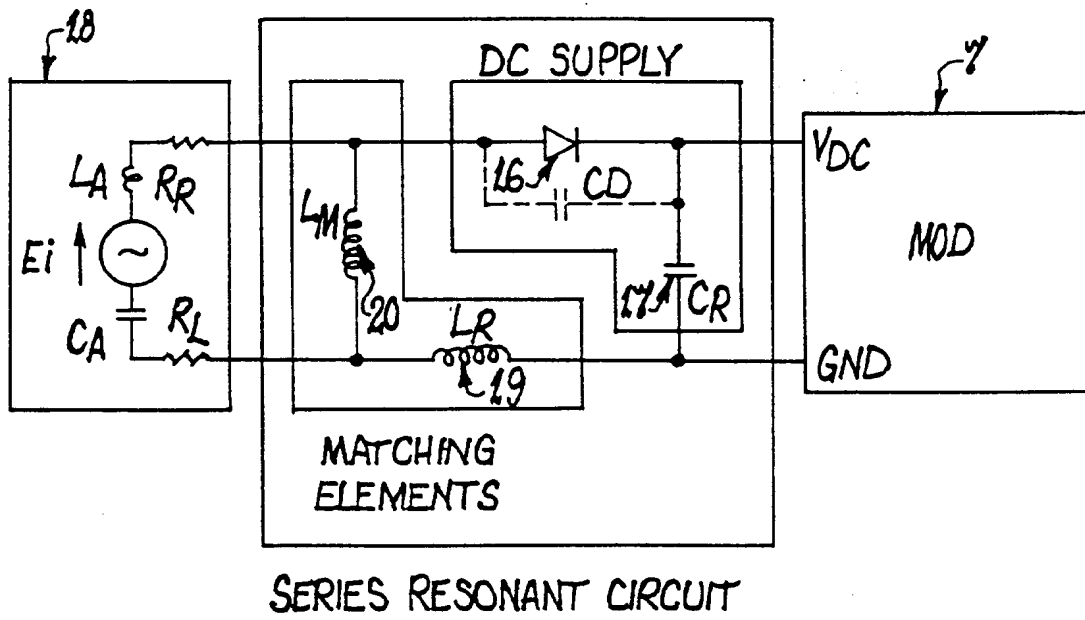 18
7
DC SUPPLY
LA
RR
VDC
16
CD
LM
MOD
Ei
~
20
17
CR
CA
RL
LR
GND
19
MATCHING
ELEMENTS
SERIES RESONANT CIRCUIT